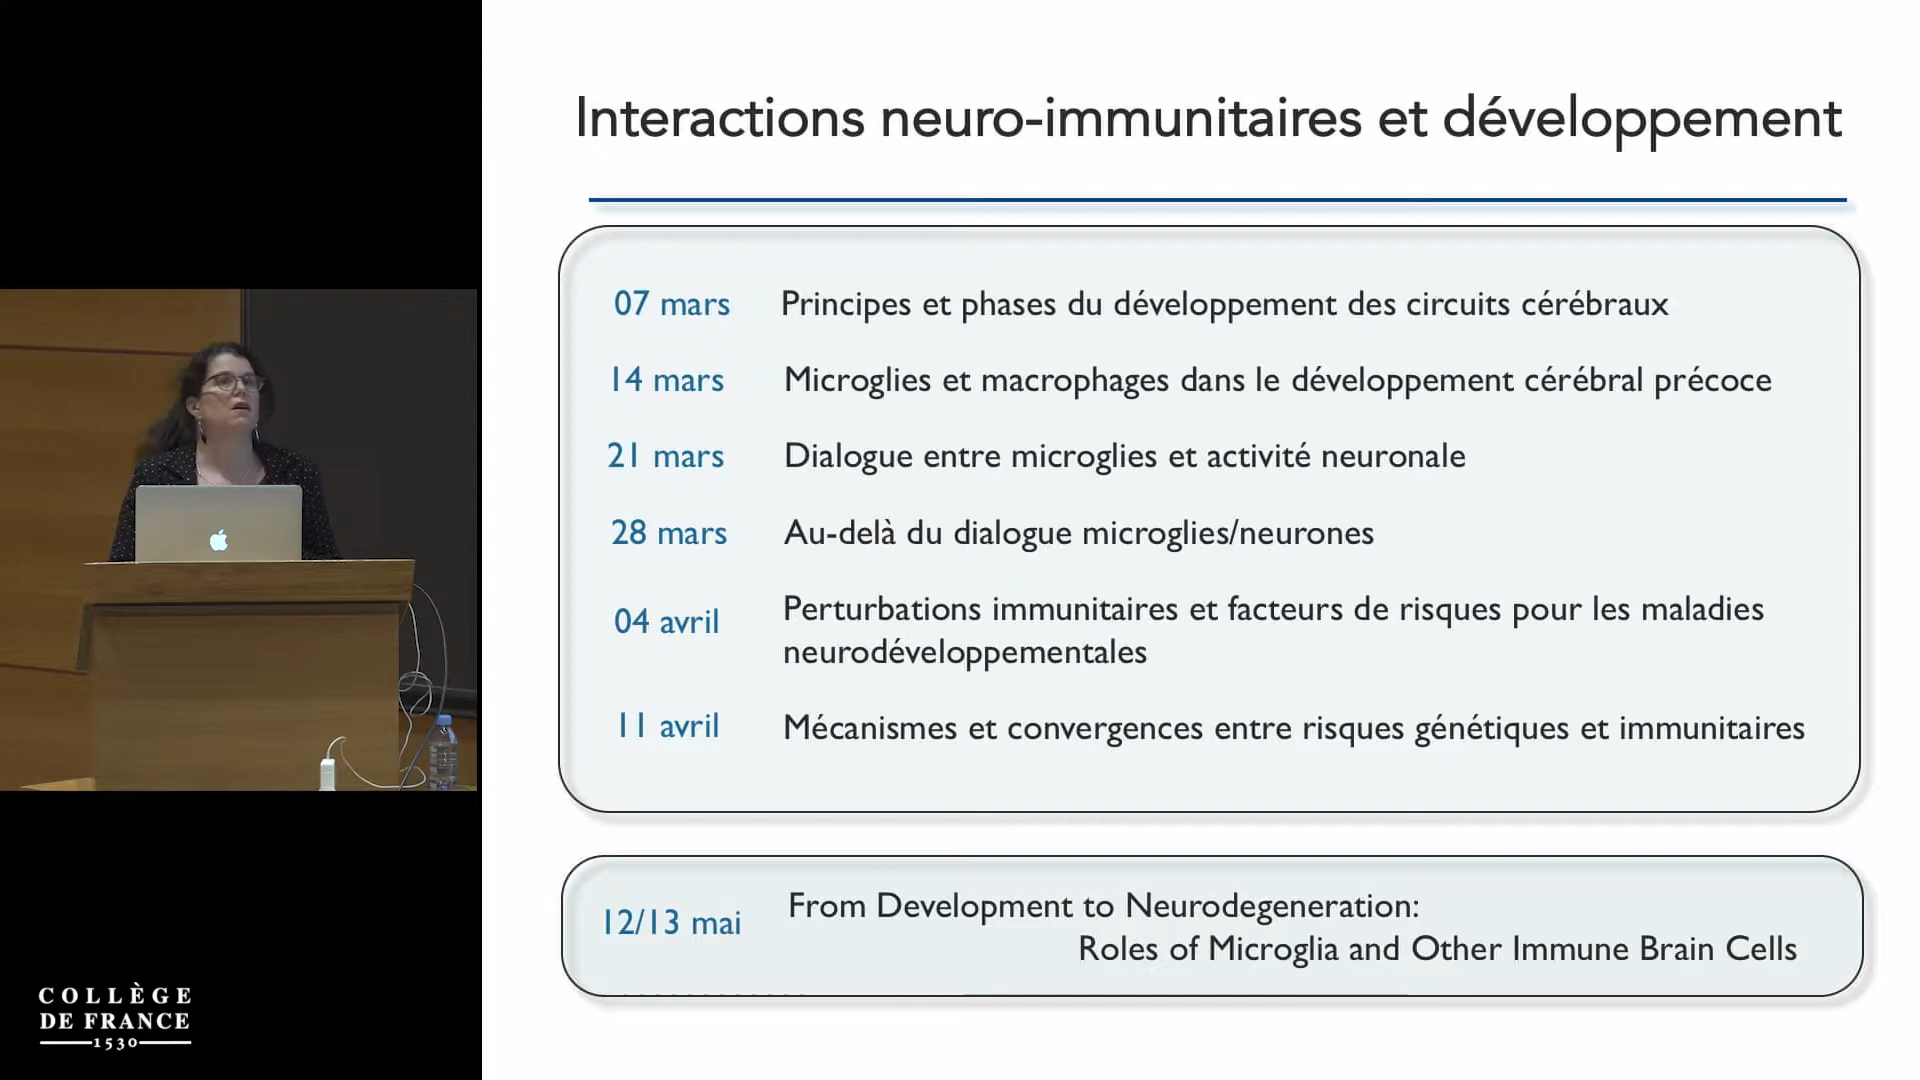 Interactions neuro-immunitaires et développement
07 mars Principes et phases du développement des circuits cérébraux
14 mars Microglies et macrophages dans le développement cérébral précoce
21 mars Dialogue entre microglies et activité neuronale
28 mars Au-delà du dialogue microglies/neurones
04 avril Perturbations immunitaires et facteurs de risques pour les maladies
neurodéveloppementales
11 avril Mécanismes et convergences entre risques génétiques et immunitaires
12/13 mai From Development to Neurodegeneration:
Roles of Microglia and Other Immune Brain Cells
COLLÈGE
DE FRANCE
1530